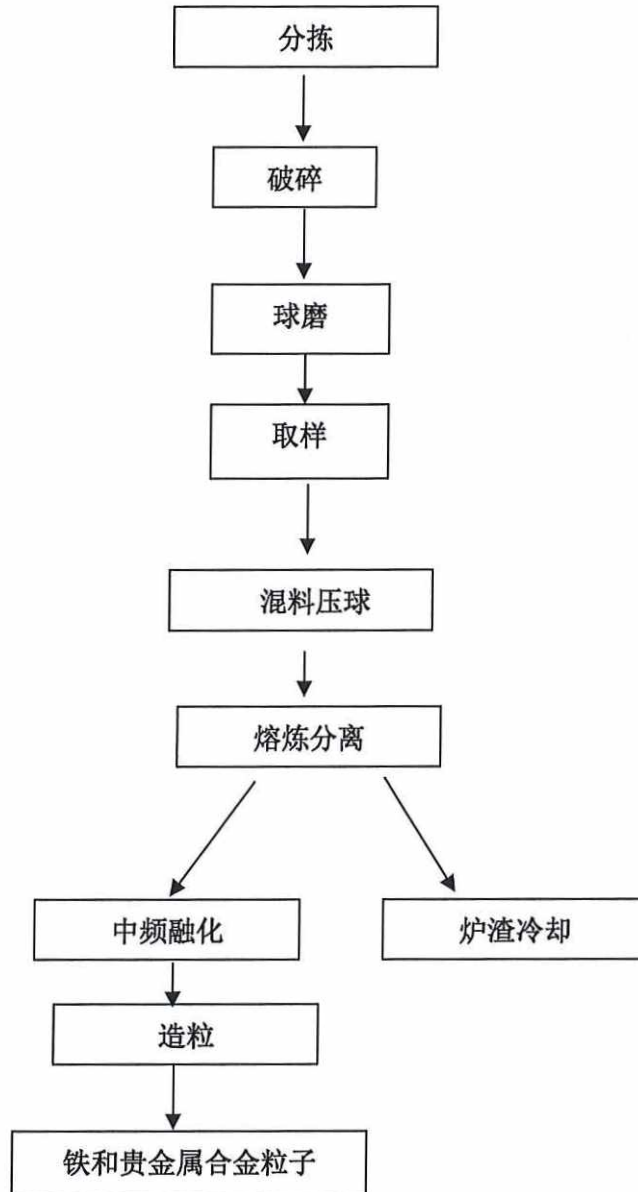 分拣
破碎
球磨
取样
混料压球
熔炼分离
中频融化
炉渣冷却
造粒
铁和贵金属合金粒子